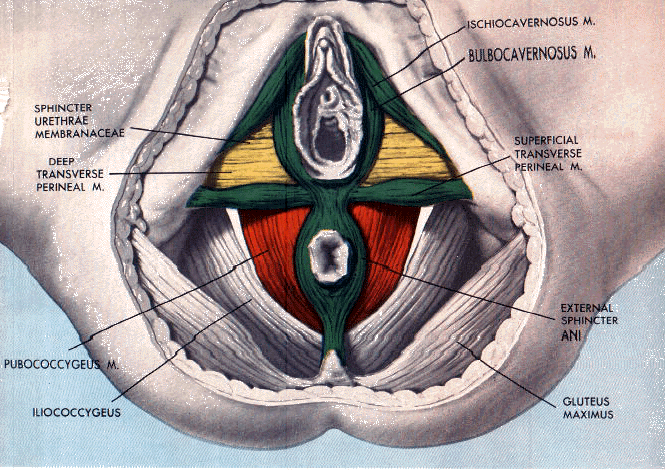 ISCHIOCAVERNOSUS M.
BULBOCAVERNOSUS M.
SPHINCTER
URETHRAE
MEMBRANACEAE
DEEP
TRANSVERSE
PERINEAL M.
SUPERFICIAL
TRANSVERSE
PERINEAL M.
EXTERNAL
SPHINCTER
ANI
PUBOCOCCYGEUS M.
ILIOCOCCYGEUS
GLUTEUS
MAXIMUS